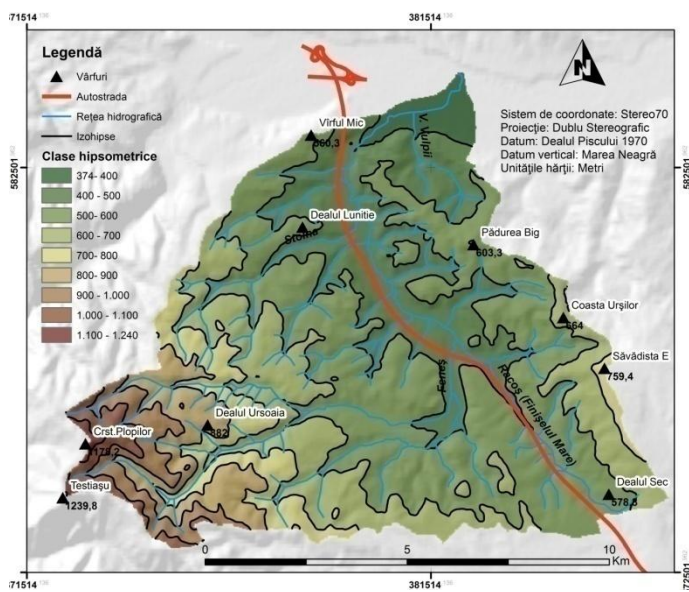 371514
381514
Legendă
Vârfuri
Autostrada
Rețea hidrografică
Izohipse
Clase hipsometrice
374- 400
400 - 500
500- 600
600 - 700
700- 800
800- 900
900 - 1.000
1.000 - 1.100
1.100 - 1.240
N
Sistem de coordonate: Stereo70
Proiecție: Dublu Stereografic
Datum: Dealul Piscului 1970
Datum vertical: Marea Neagră
Unitățile hărții: Metri
582501
582501
V. Vulpii
Vîrful Mic
Dealul Lunitie
Pădurea Big
603,3
Coasta Urșilor
664
Săvădista E
759,4
Feneș
Racoș (Finișelul Mare)
Dealul Ursoaia
882
Crst.Plopilor
Testiașu
1239,8
Dealul Sec
578,8
0
5
10
Km
572501
371514
381514